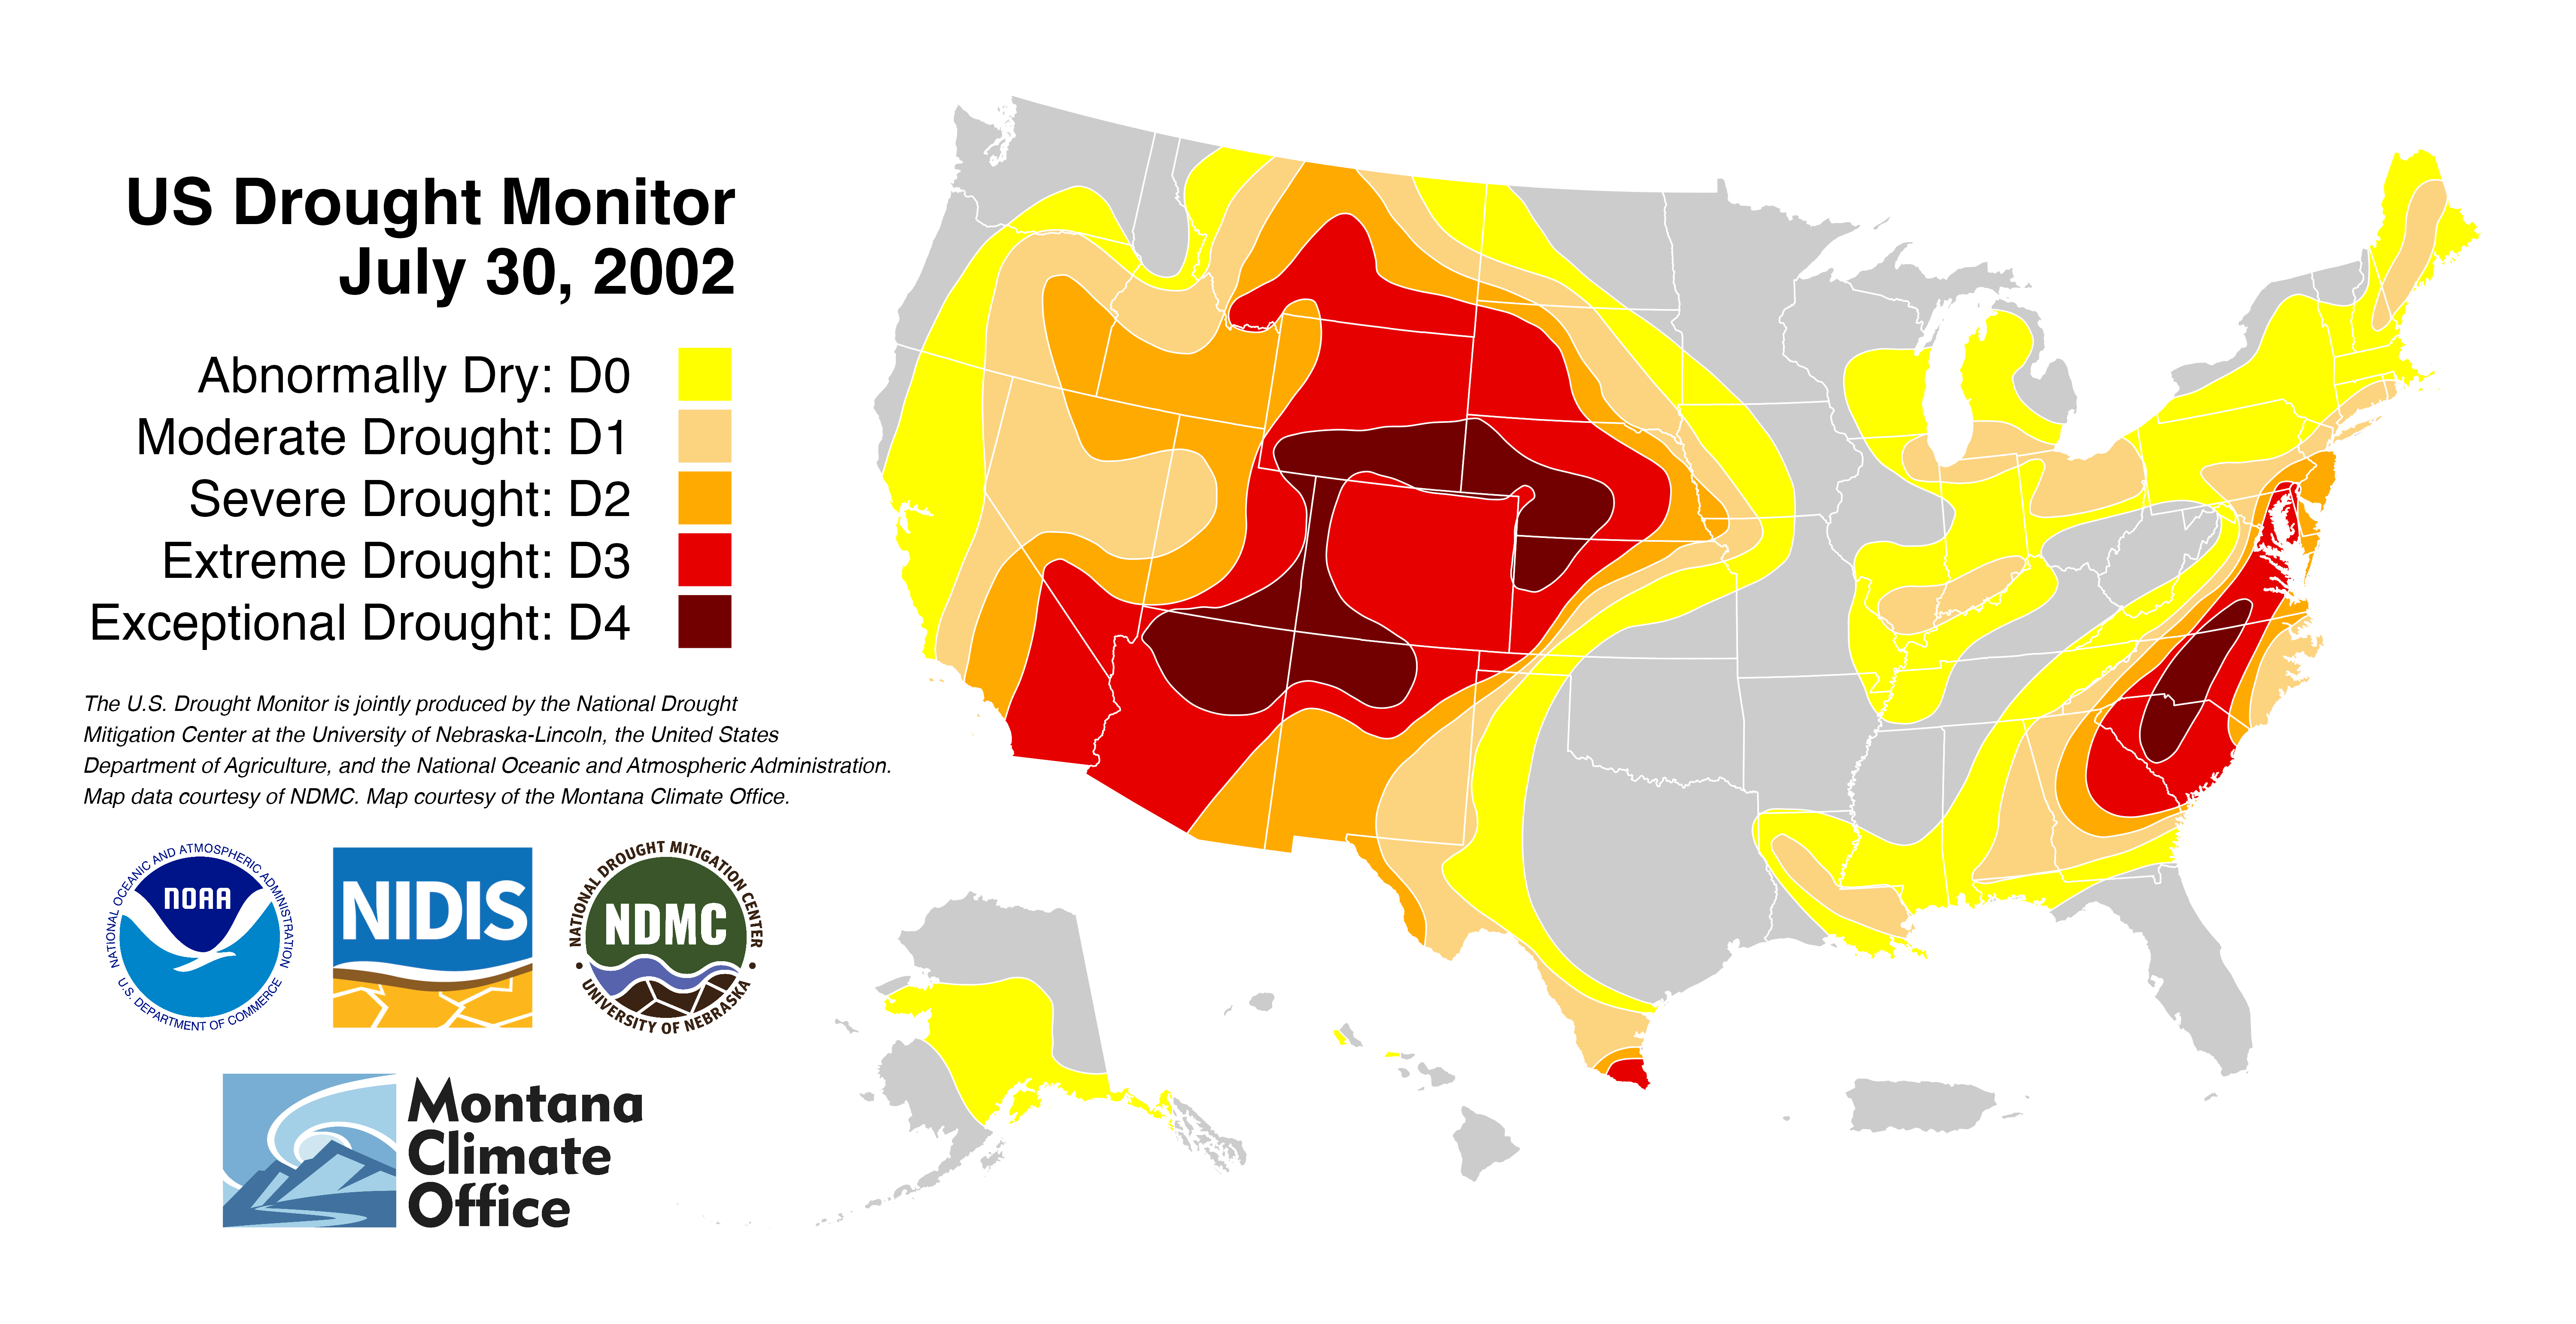 US Drought Monitor
July 30, 2002
Abnormally Dry: D0
Moderate Drought: D1
Severe Drought: D2
Extreme Drought: D3
Exceptional Drought: D4
The U.S. Drought Monitor is jointly produced by the National Drought
Mitigation Center at the University of Nebraska-Lincoln, the United States
Department of Agriculture, and the National Oceanic and Atmospheric Administration.
Map data courtesy of NDMC. Map courtesy of the Montana Climate Office.
NATIONAL OCEANIC AND ATMOSPHERIC ADMINISTRATION
NOAA
U.S. DEPARTMENT OF COMMERCE
NIDIS
NATIONAL DROUGHT MITIGATION CENTER
NDMC
• UNIVERSITY OF NEBRASKA •
Montana
Climate
Office